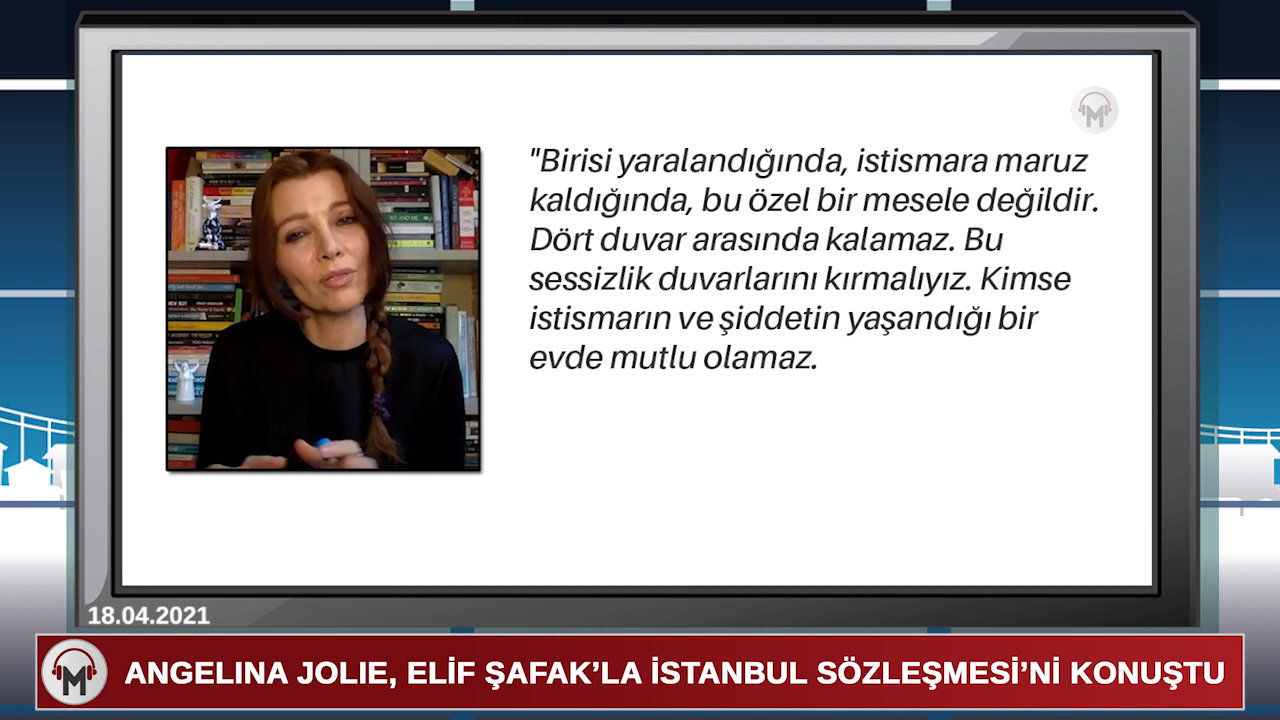 "Birisi yaralandığında, istismara maruz
kaldığında, bu özel bir mesele değildir.
Dört duvar arasında kalamaz. Bu
sessizlik duvarlarını kırmalıyız. Kimse
istismarın ve şiddetin yaşandığı bir
evde mutlu olamaz.
18.04.2021
ANGELINA JOLIE, ELİF ŞAFAK’LA İSTANBUL SÖZLEŞMESİ’Nİ KONUŞTU